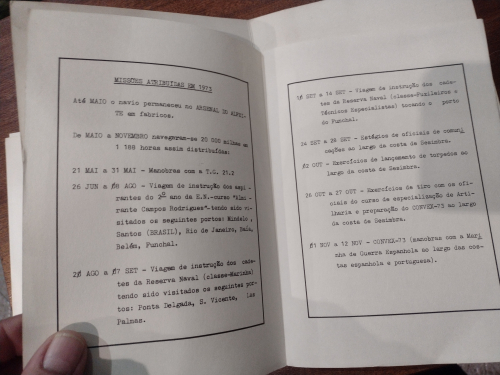 MISSÕES ATRIBUÍDAS EM 1973
Até MAIO o navio permaneceu no ARSENAL DO ALFEI-
TE em fabricos.
De MAIO a NOVEMBRO navegaram-se 20 000 milhas em
1 188 horas assim distribuidas:
21 MAI a 31 MAI - Manobras com a T.G. 21.2
26 JUN a 08 AGO - Viagem de instrução dos aspi-
rantes do 2º ano da E.N.-curso "Almi-
rante Campos Rodrigues"-tendo sido vi-
sitados os seguintes portos: Mindelo,
Santos (BRASIL), Rio de Janeiro, Baía,
Belém, Funchal.
20 AGO a 07 SET - Viagem de instrução dos cade-
tes da Reserva Naval (classe-Marinha)
tendo sido visitados os seguintes por-
tos: Ponta Delgada, S. Vicente, Las
Palmas.
10 SET a 14 SET - Viagem de instrução dos cade-
tes da Reserva Naval (classe-Fuzileiros e
Técnicos Especialistas) tocando o porto
do Funchal.
24 SET a 28 SET - Estágios de oficiais de comuni
cações ao largo da costa de Sesimbra.
02 OUT - Exercícios de lançamento de torpedos ao
largo da costa de Sesimbra.
26 OUT a 27 OUT - Exercícios de tiro com os ofi-
ciais do curso de especialização de Arti-
lharia e preparação do CONVEX-73 ao largo
da costa de Sesimbra.
01 NOV a 12 NOV - CONVEX-73 (manobras com a Mari
nha de Guerra Espanhola ao largo das cos-
tas espanhola e portuguesa).